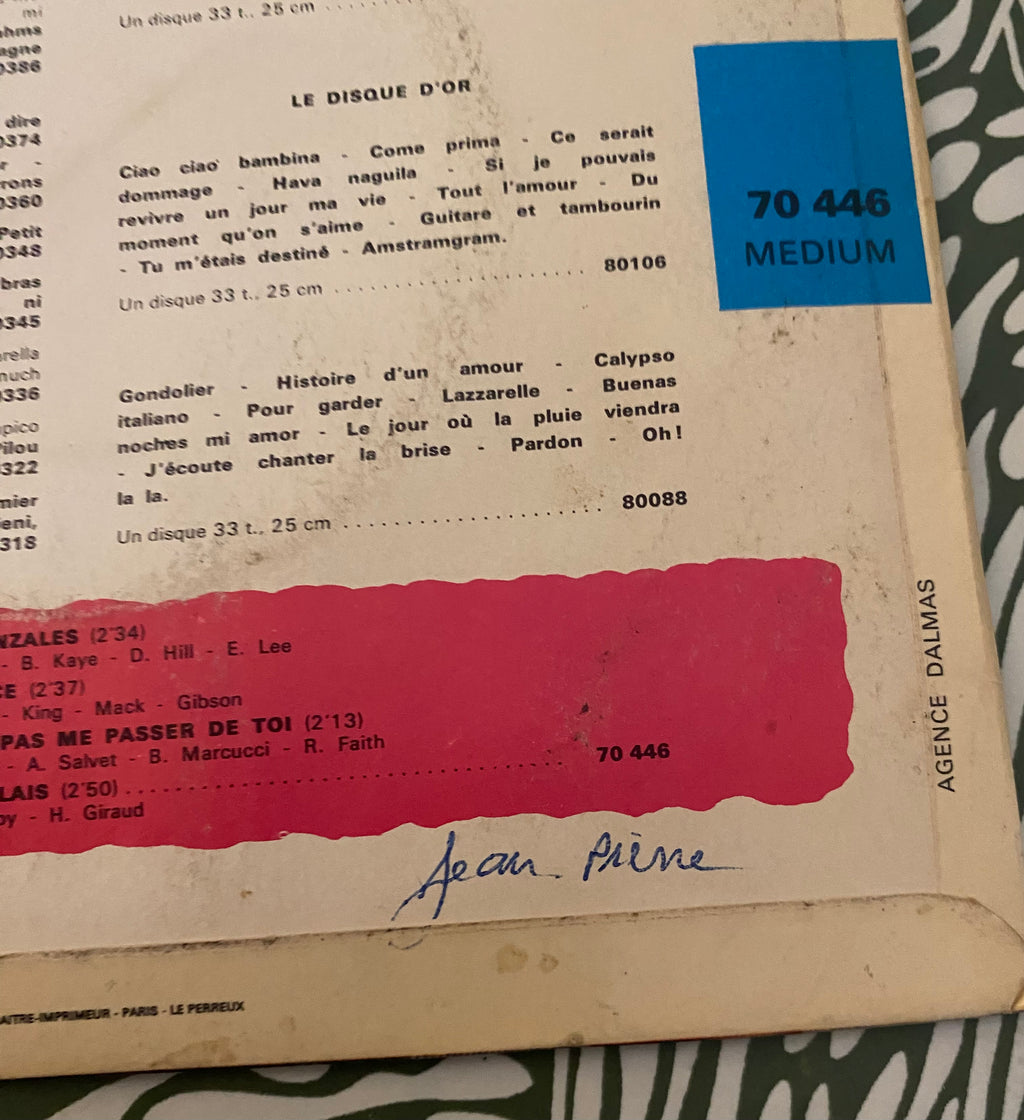 mi
hms
agne
0386
dire
0374
r -
rons
0360
Petit
0348
bras
ni
0345
rella
nuch
0336
pico
ilou
322
nier
eni,
318
Un disque 33 t., 25 cm . . . . . .
LE DISQUE D'OR
Ciao ciao bambina - Come prima - Ce serait
dommage - Hava naguila - Si je pouvais
revivre un jour ma vie - Tout l'amour - Du
moment qu'on s'aime - Guitare et tambourin
- Tu m'étais destiné - Amstramgram.
Un disque 33 t., 25 cm . . . . . . . . . . . . . . . . . . 80106
Gondolier - Histoire d'un amour - Calypso
italiano - Pour garder - Lazzarelle - Buenas
noches mi amor - Le jour où la pluie viendra
- J'écoute chanter la brise - Pardon - Oh!
la la.
Un disque 33 t., 25 cm . . . . . . . . . . . . . . . . . . . 80088
70 446
MEDIUM
NZALES (2'34)
- B. Kaye - D. Hill - E. Lee
CE (2'37)
- King - Mack - Gibson
PAS ME PASSER DE TOI (2'13)
- A. Salvet - B. Marcucci - R. Faith
LAIS (2'50) . . . . . . . . . . . . . . . . . . . . . . . . . . . . . . 70 446
by - H. Giraud
AGENCE DALMAS
Jean Pierre
AITRE-IMPRIMEUR - PARIS - LE PERREUX